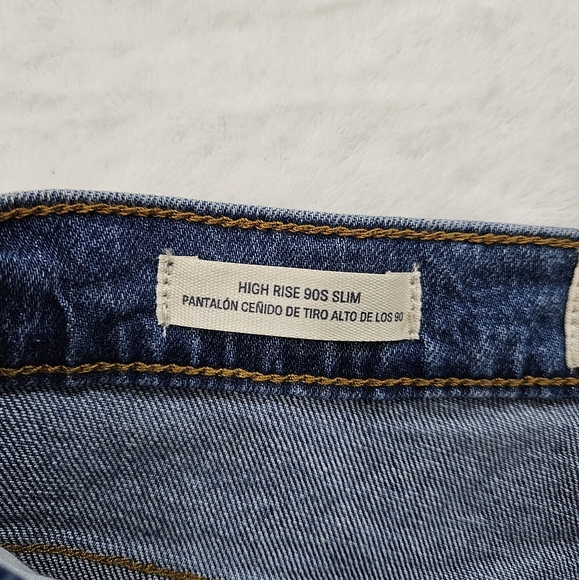 HIGH RISE 90S SLIM
PANTALÓN CEÑIDO DE TIRO ALTO DE LOS 90